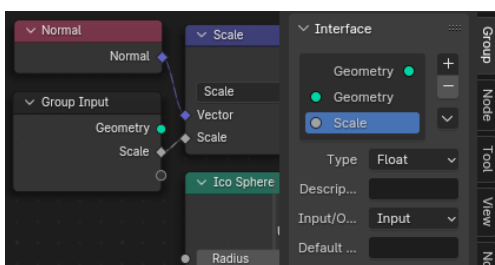 Normal
Normal
Group Input
Geometry
Scale
Scale
Scale
Vector
Scale
Ico Sphere
Radius
Interface
Geometry
Geometry
Scale
Type Float
Descrip...
Input/O... Input
Default ...
Group
Node
Tool
View